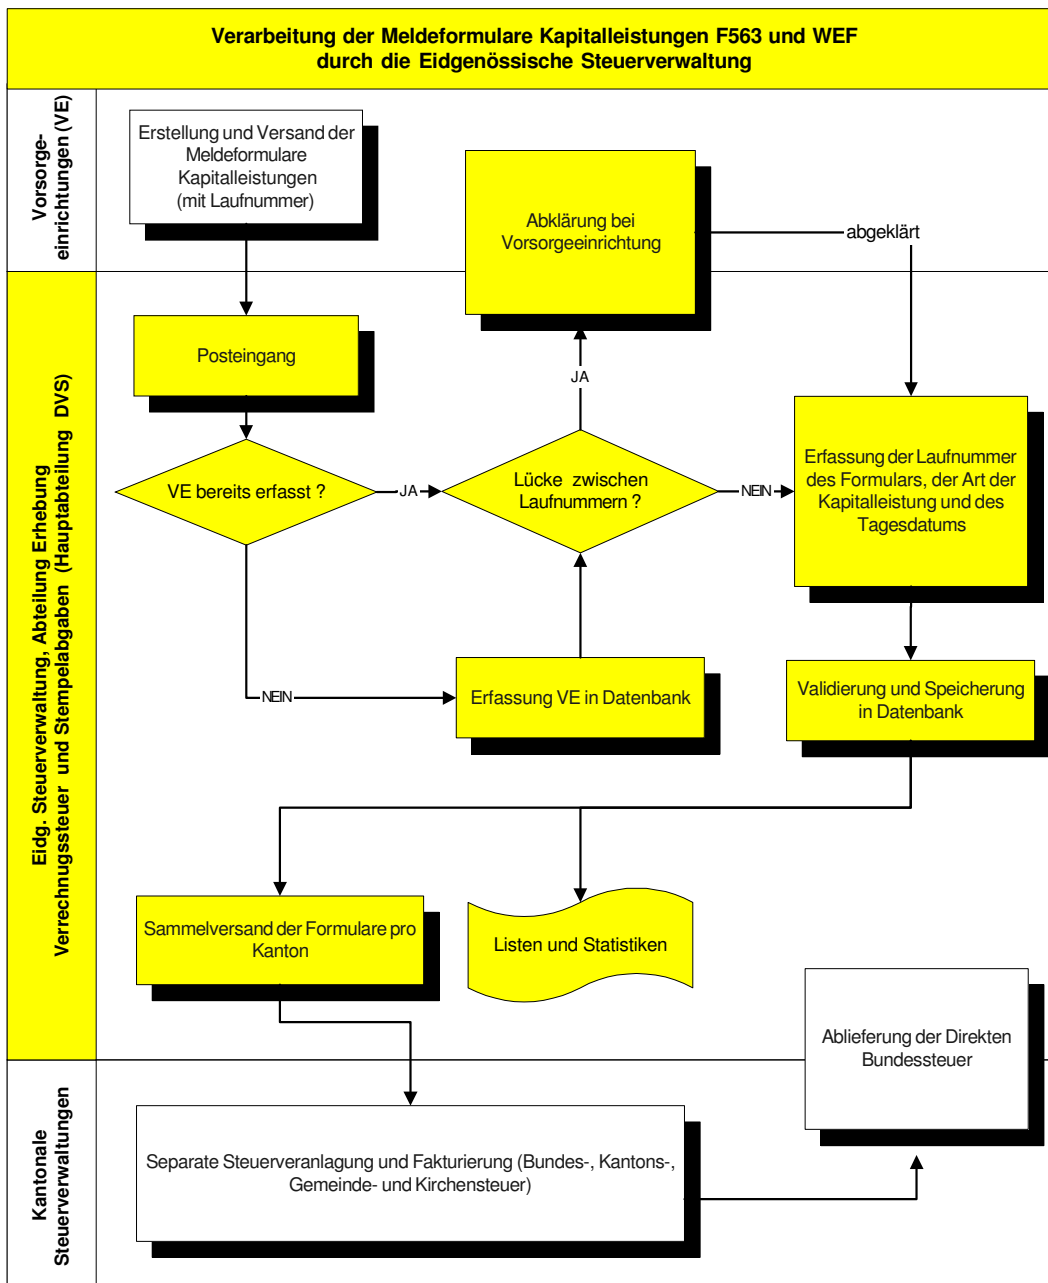 Verarbeitung der Meldeformulare Kapitalleistungen F563 und WEF
durch die Eidgenössische Steuerverwaltung
Vorsorge-
einrichtungen (VE)
Erstellung und Versand der
Meldeformulare
Kapitalleistungen
(mit Laufnummer)
Abklärung bei
Vorsorgeeinrichtung
abgeklärt
Eidg. Steuerverwaltung, Abteilung Erhebung
Verrechnugssteuer und Stempelabgaben (Hauptabteilung DVS)
Posteingang
JA
VE bereits erfasst ?
JA
Lücke zwischen
Laufnummern ?
NEIN
Erfassung der Laufnummer
des Formulars, der Art der
Kapitalleistung und des
Tagesdatums
NEIN
Erfassung VE in Datenbank
Validierung und Speicherung
in Datenbank
Sammelversand der Formulare pro
Kanton
Listen und Statistiken
Ablieferung der Direkten
Bundessteuer
Kantonale
Steuerverwaltungen
Separate Steuerveranlagung und Fakturierung (Bundes-, Kantons-,
Gemeinde- und Kirchensteuer)